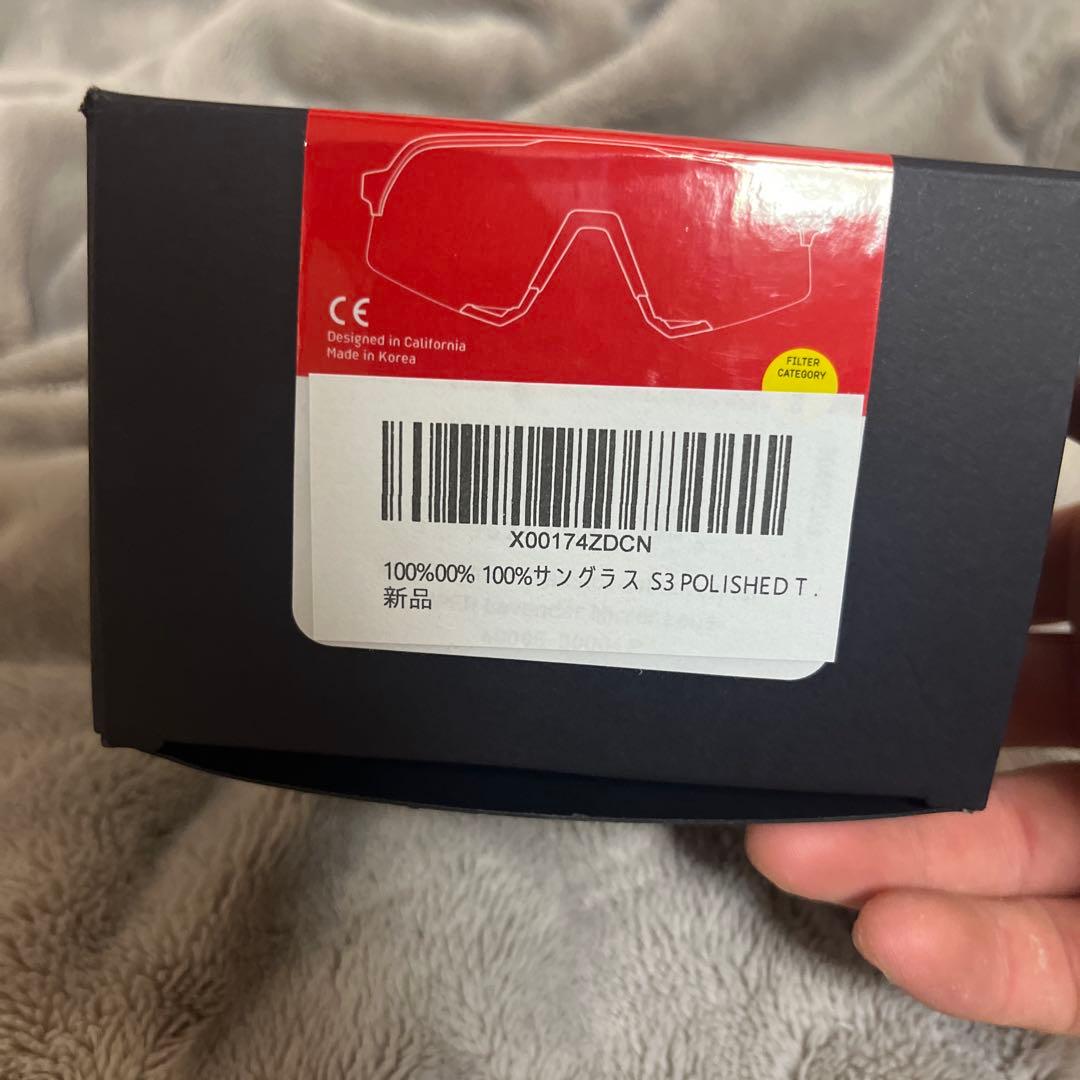 CE
Designed in California
Made in Korea
FILTER
CATEGORY
X00174ZDCN
100%00% 100%サングラス S3 POLISHED T .
新品